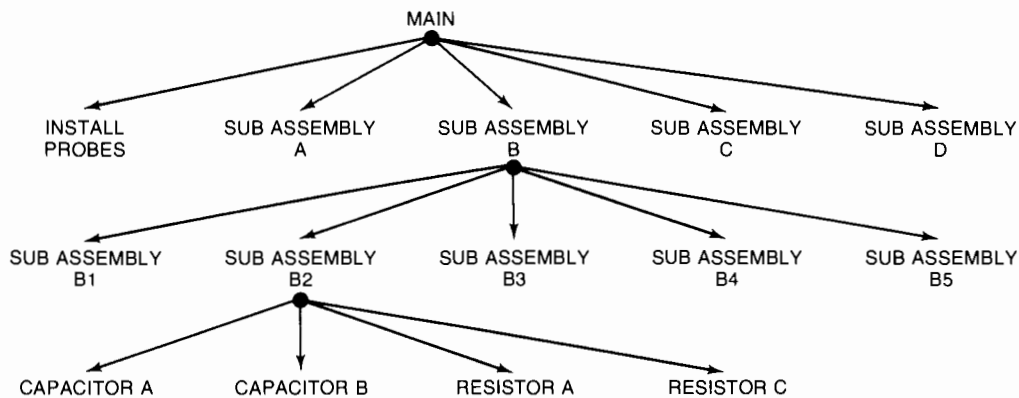 MAIN
INSTALL
PROBES
SUB ASSEMBLY
A
SUB ASSEMBLY
B
SUB ASSEMBLY
C
SUB ASSEMBLY
D
SUB ASSEMBLY
B1
SUB ASSEMBLY
B2
SUB ASSEMBLY
B3
SUB ASSEMBLY
B4
SUB ASSEMBLY
B5
CAPACITOR A
CAPACITOR B
RESISTOR A
RESISTOR C